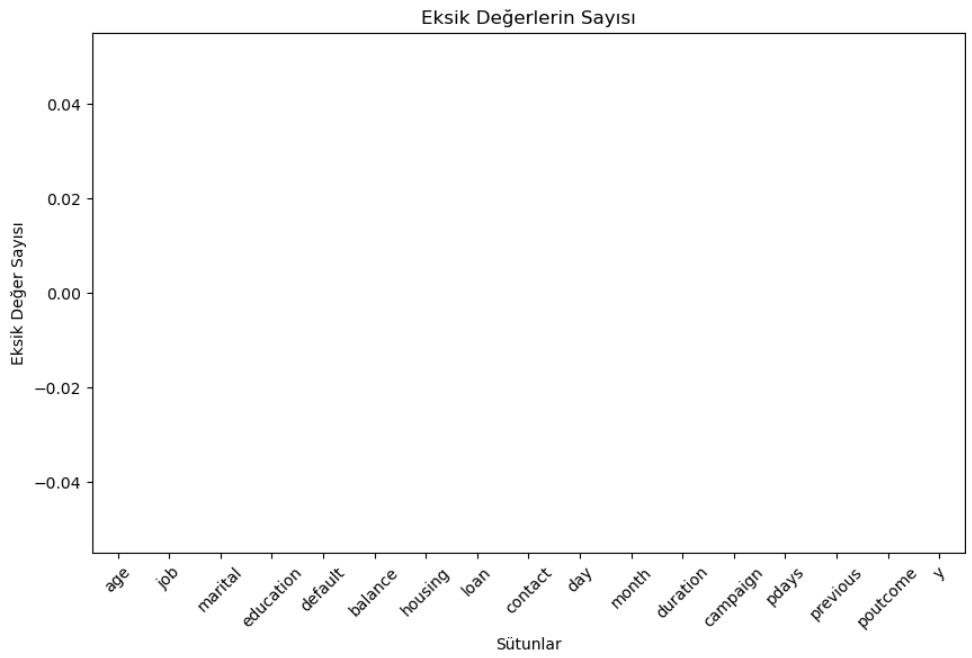 Eksik Değerlerin Sayısı
Eksik Değer Sayısı
0.04
0.02
0.00
−0.02
−0.04
age
job
marital
education
default
balance
housing
loan
contact
day
month
duration
campaign
pdays
previous
poutcome
y
Sütunlar